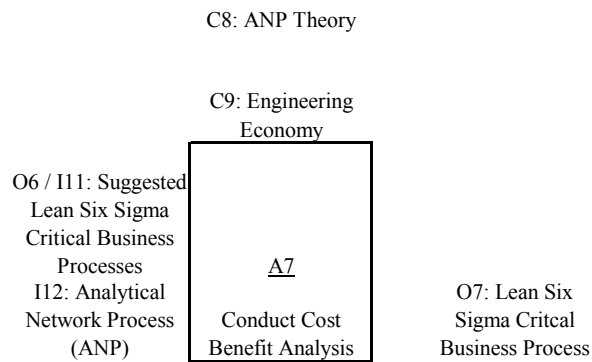 C8: ANP Theory
C9: Engineering
Economy
O6 / I11: Suggested
Lean Six Sigma
Critical Business
Processes
I12: Analytical
Network Process
(ANP)
A7
Conduct Cost
Benefit Analysis
O7: Lean Six
Sigma Critcal
Business Process